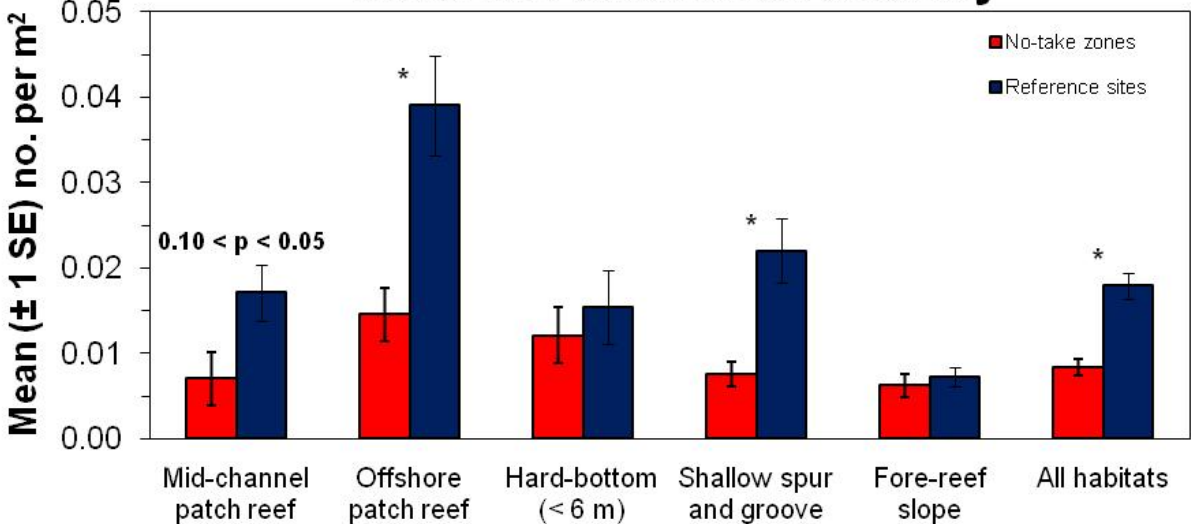 Mean (± 1 SE) no. per m²
0.05
0.04
0.03
0.02
0.01
0.00
No-take zones
Reference sites
*
*
*
0.10 < p < 0.05
Mid-channel
patch reef
Offshore
patch reef
Hard-bottom
(< 6 m)
Shallow spur
and groove
Fore-reef
slope
All habitats